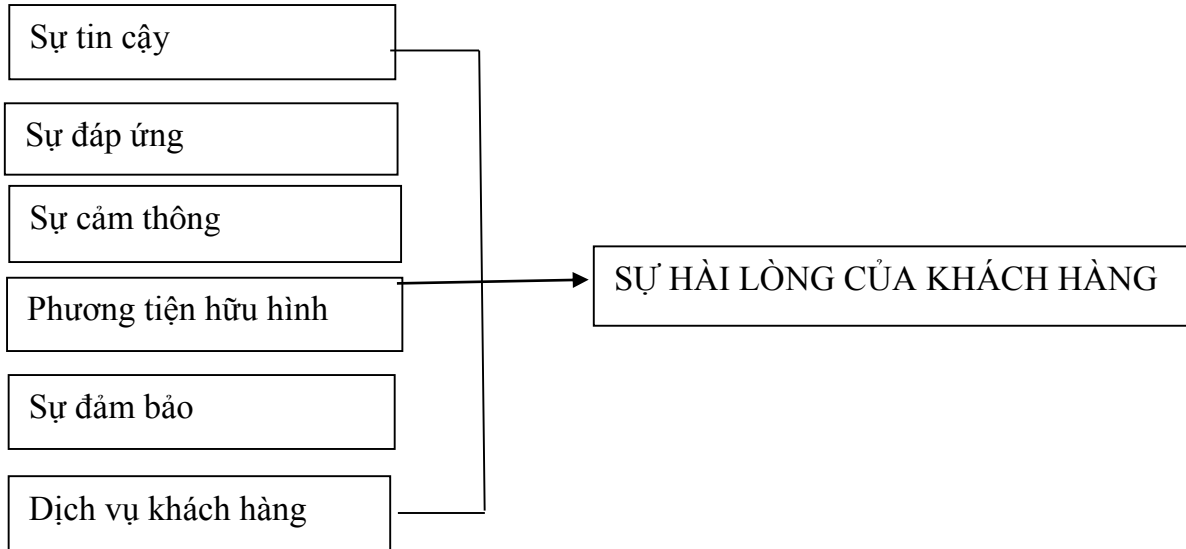 Sự tin cậy
Sự đáp ứng
Sự cảm thông
Phương tiện hữu hình
Sự đảm bảo
Dịch vụ khách hàng
SỰ HÀI LÒNG CỦA KHÁCH HÀNG